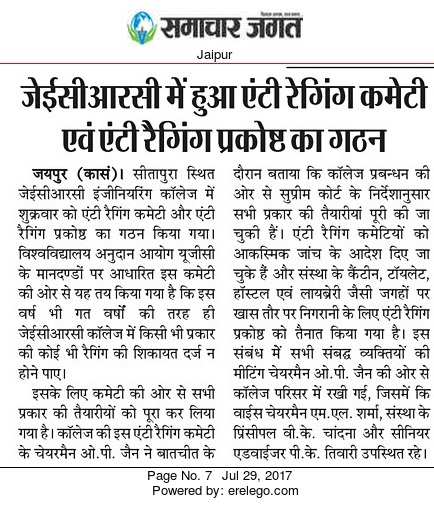 समाचार जगत
Jaipur
जेईसीआरसी में हुआ एंटी रेगिंग कमेटी
एवं एंटी रैगिंग प्रकोष्ठ का गठन
जयपुर (कासं)। सीतापुरा स्थित
जेईसीआरसी इंजीनियरिंग कॉलेज में
शुक्रवार को एंटी रैगिंग कमेटी और एंटी
रैगिंग प्रकोष्ठ का गठन किया गया।
विश्वविद्यालय अनुदान आयोग यूजीसी
के मानदण्डों पर आधारित इस कमेटी
की ओर से यह तय किया गया है कि इस
वर्ष भी गत वर्षों की तरह ही
जेईसीआरसी कॉलेज में किसी भी प्रकार
की कोई भी रैगिंग की शिकायत दर्ज न
होने पाए।
इसके लिए कमेटी की ओर से सभी
प्रकार की तैयारीयों को पूरा कर लिया
गया है। कॉलेज की इस एंटी रैगिंग कमेटी
के चेयरमैन ओ.पी. जैन ने बातचीत के
दौरान बताया कि कॉलेज प्रबन्धन की
ओर से सुप्रीम कोर्ट के निर्देशानुसार
सभी प्रकार की तैयारीयां पूरी की जा
चुकी हैं। एंटी रैगिंग कमेटियों को
आकस्मिक जांच के आदेश दिए जा
चुके हैं और संस्था के कैंटीन, टॉयलेट,
हॉस्टल एवं लायब्रेरी जैसी जगहों पर
खास तौर पर निगरानी के लिए एंटी रैगिंग
प्रकोष्ठ को तैनात किया गया है। इस
संबंध में सभी संबद्ध व्यक्तियों की
मीटिंग चेयरमैन ओ.पी. जैन की ओर से
कॉलेज परिसर में रखी गई, जिसमें कि
वाईस चेयरमैन एम.एल. शर्मा, संस्था के
प्रिंसीपल वी.के. चांदना और सीनियर
एडवाईजर पी.के. तिवारी उपस्थित रहे।
Page No. 7 Jul 29, 2017
Powered by: erelego.com